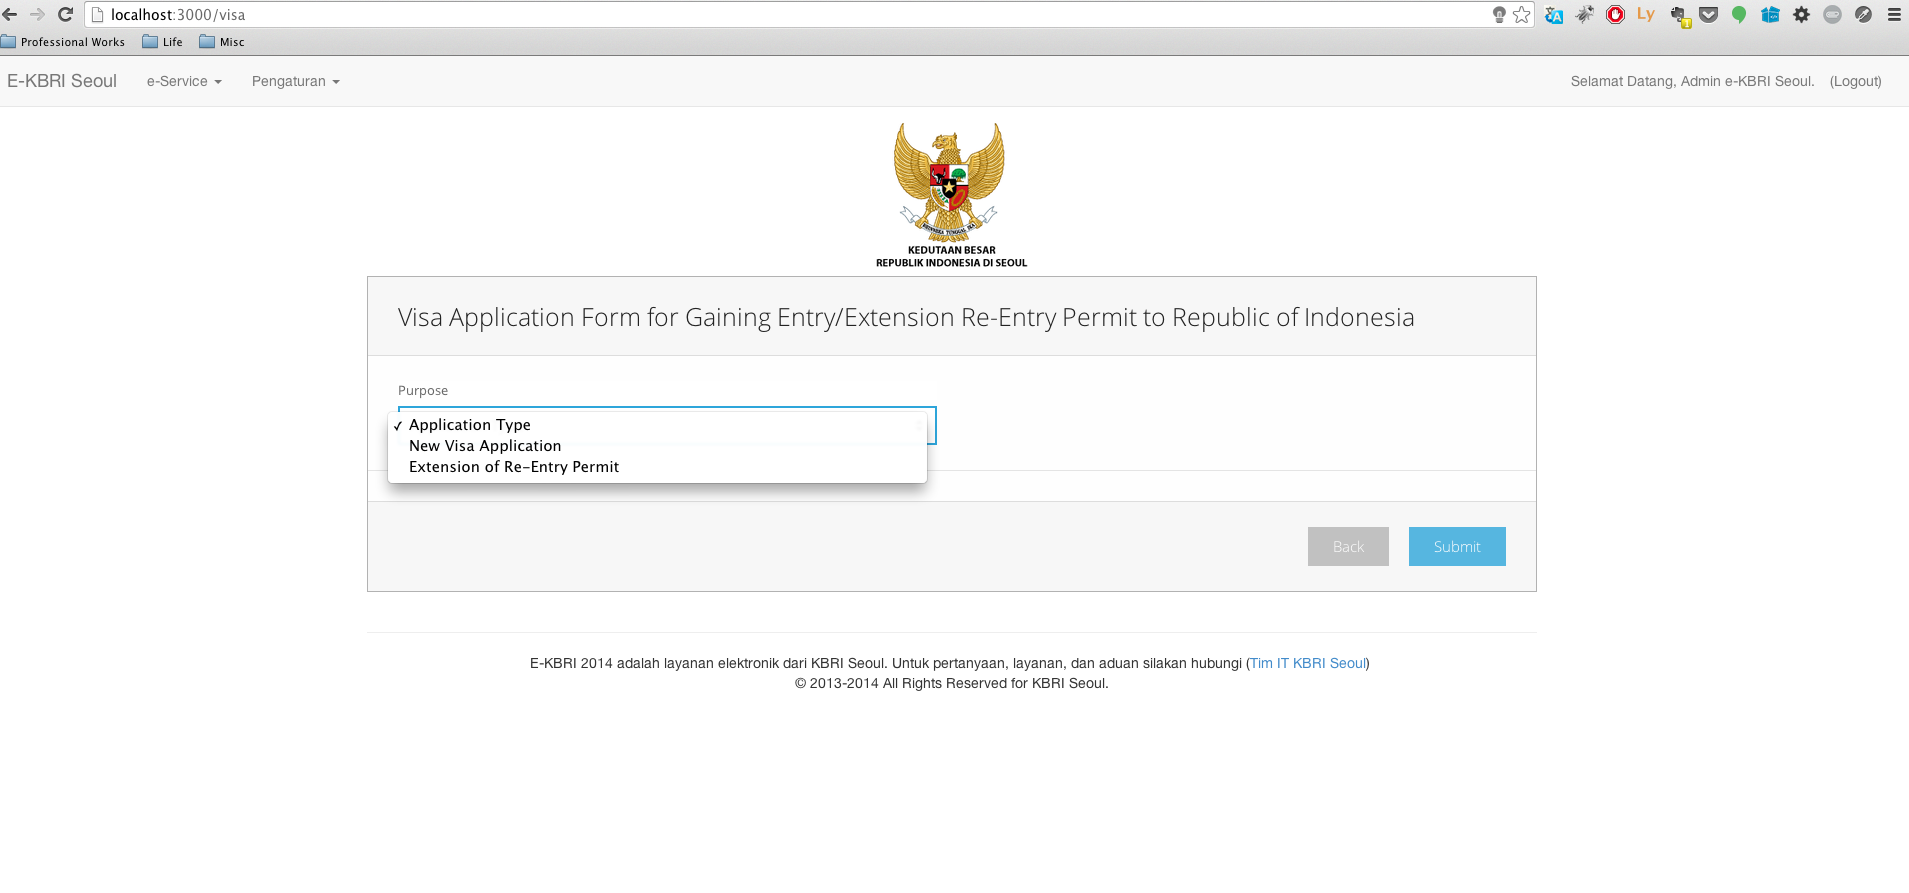 localhost:3000/visa
Ly
Professional Works Life Misc
E-KBRI Seoul e-Service Pengaturan Selamat Datang, Admin e-KBRI Seoul. (Logout)
KEDUTAAN BESAR
REPUBLIK INDONESIA DI SEOUL
Visa Application Form for Gaining Entry/Extension Re-Entry Permit to Republic of Indonesia
Purpose
✓ Application Type
New Visa Application
Extension of Re-Entry Permit
Back Submit
E-KBRI 2014 adalah layanan elektronik dari KBRI Seoul. Untuk pertanyaan, layanan, dan aduan silakan hubungi (Tim IT KBRI Seoul)
© 2013-2014 All Rights Reserved for KBRI Seoul.